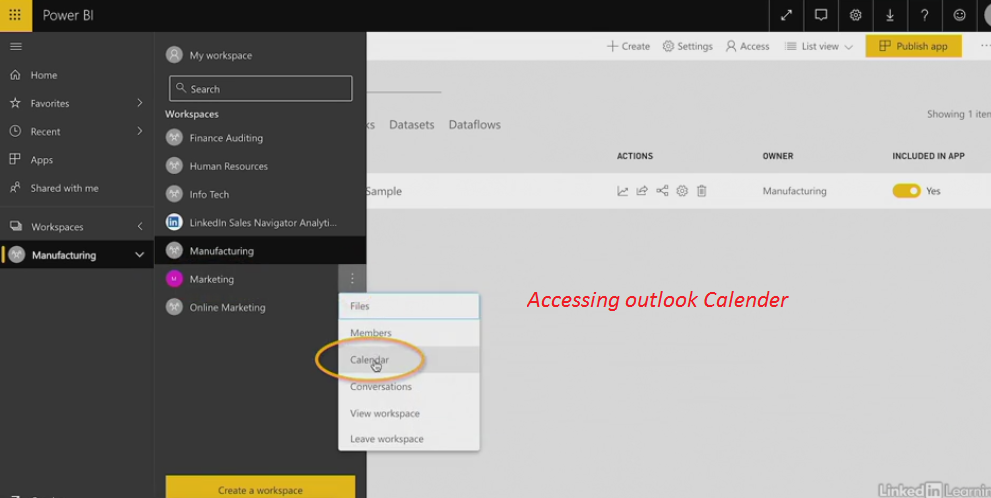 Power BI
My workspace
Create
Settings
Access
List view
Publish app
Home
Search
Favorites
Workspaces
Showing 1 item
Recent
Finance Auditing
Datasets
Dataflows
Apps
Human Resources
ACTIONS
OWNER
INCLUDED IN APP
Shared with me
Info Tech
Sample
Manufacturing
Yes
Workspaces
LinkedIn Sales Navigator Analyti...
Manufacturing
Manufacturing
Marketing
Online Marketing
Accessing outlook Calender
Files
Members
Calendar
Conversations
View workspace
Leave workspace
Create a workspace
Linked in Learning